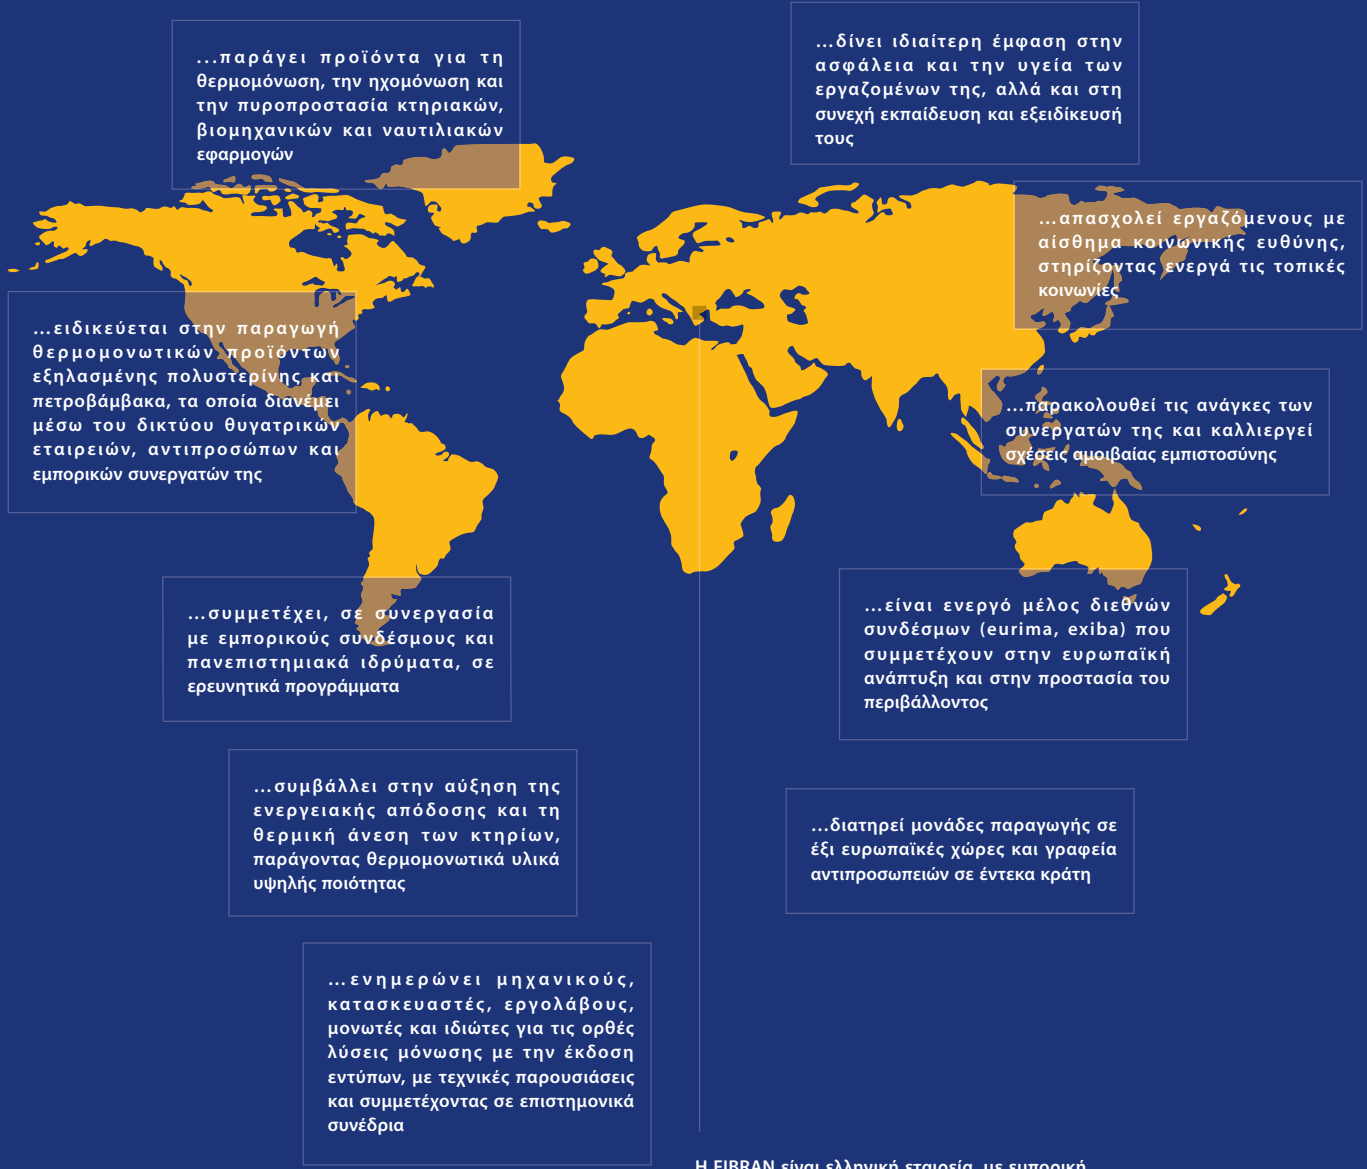 ...παράγει προϊόντα για τη
θερμομόνωση, την ηχομόνωση και
την πυροπροστασία κτηριακών,
βιομηχανικών και ναυτιλιακών
εφαρμογών
...δίνει ιδιαίτερη έμφαση στην
ασφάλεια και την υγεία των
εργαζομένων της, αλλά και στη
συνεχή εκπαίδευση και εξειδίκευσή
τους
...απασχολεί εργαζόμενους με
αίσθημα κοινωνικής ευθύνης,
στηρίζοντας ενεργά τις τοπικές
κοινωνίες
...ειδικεύεται στην παραγωγή
θερμομονωτικών προϊόντων
εξηλασμένης πολυστερίνης και
πετροβάμβακα, τα οποία διανέμει
μέσω του δικτύου θυγατρικών
εταιρειών, αντιπροσώπων και
εμπορικών συνεργατών της
...παρακολουθεί τις ανάγκες των
συνεργατών της και καλλιεργεί
σχέσεις αμοιβαίας εμπιστοσύνης
...συμμετέχει, σε συνεργασία
με εμπορικούς συνδέσμους και
πανεπιστημιακά ιδρύματα, σε
ερευνητικά προγράμματα
...είναι ενεργό μέλος διεθνών
συνδέσμων (eurima, exiba) που
συμμετέχουν στην ευρωπαϊκή
ανάπτυξη και στην προστασία του
περιβάλλοντος
...συμβάλλει στην αύξηση της
ενεργειακής απόδοσης και τη
θερμική άνεση των κτηρίων,
παράγοντας θερμομονωτικά υλικά
υψηλής ποιότητας
...διατηρεί μονάδες παραγωγής σε
έξι ευρωπαϊκές χώρες και γραφεία
αντιπροσωπειών σε έντεκα κράτη
...ενημερώνει μηχανικούς,
κατασκευαστές, εργολάβους,
μονωτές και ιδιώτες για τις ορθές
λύσεις μόνωσης με την έκδοση
εντύπων, με τεχνικές παρουσιάσεις
και συμμετέχοντας σε επιστημονικά
συνέδρια
Η FIBRAN είναι ελληνική εταιρεία, με εμπορική